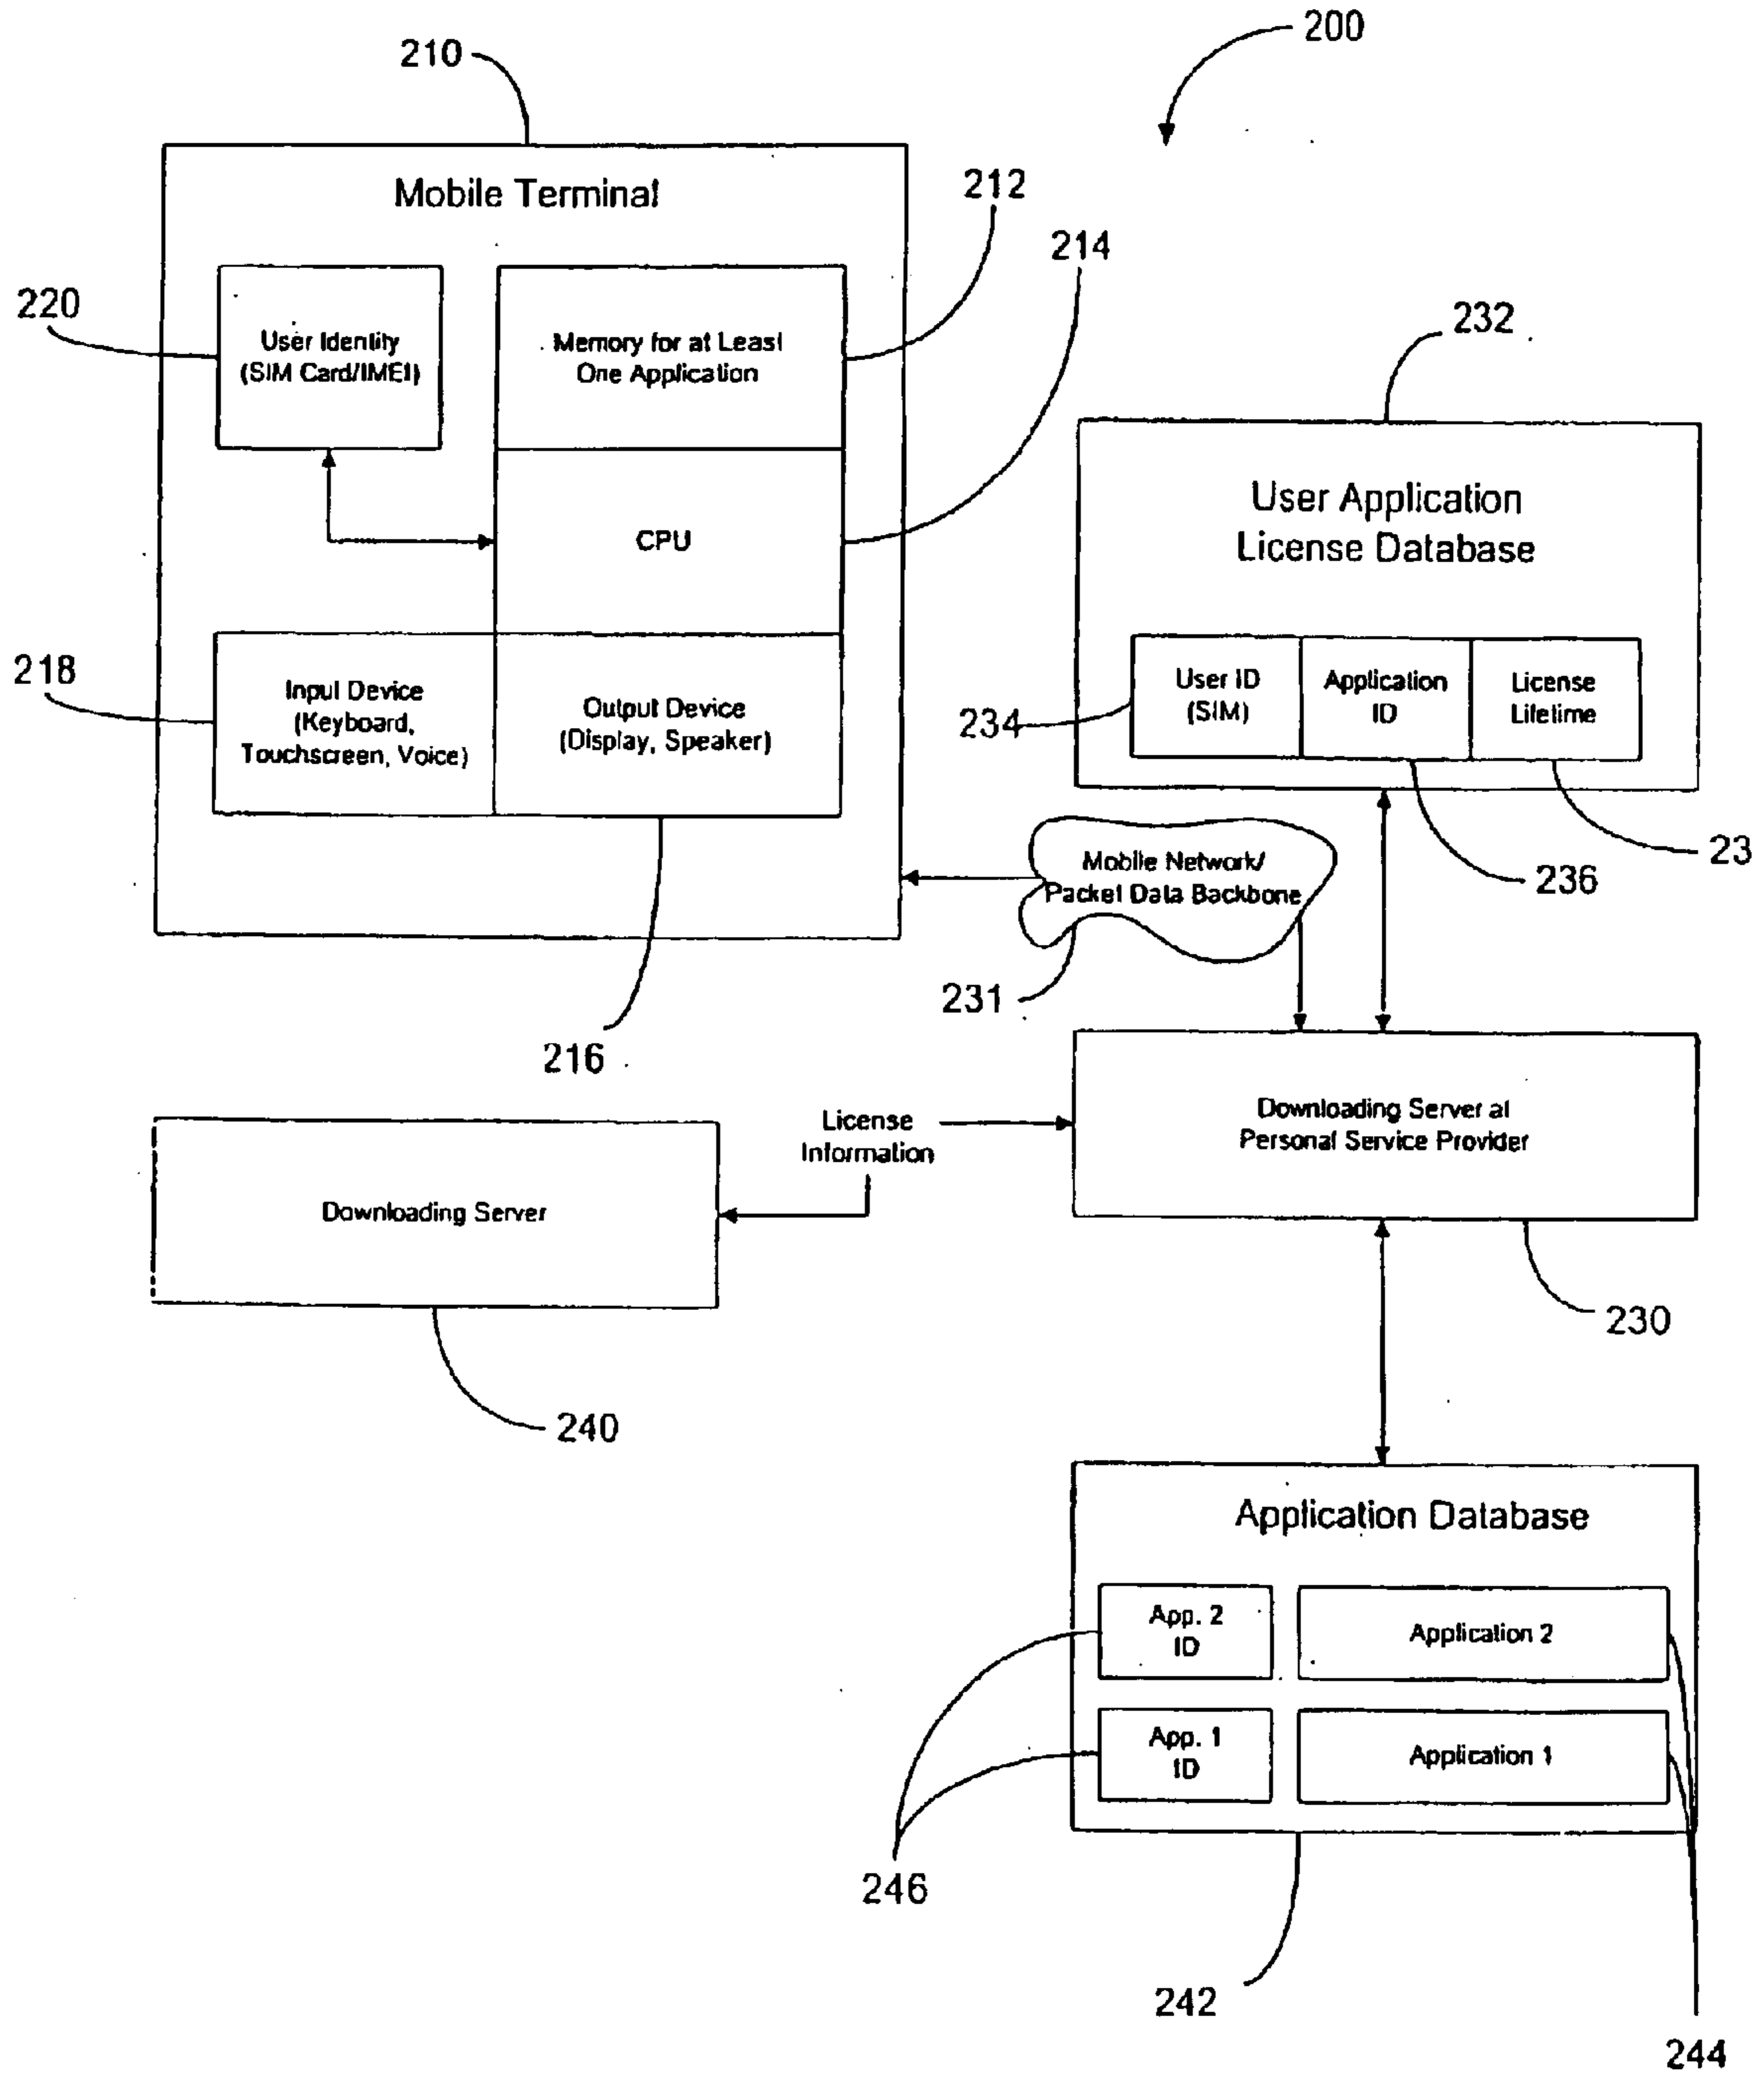 200
210
Mobile Terminal
212
214
220
User Identity
(SIM Card/IMEI)
Memory for at Least
One Application
CPU
218
Input Device
(Keyboard,
Touchscreen, Voice)
Output Device
(Display, Speaker)
216
232
User Application
License Database
234
User ID
(SIM)
Application
ID
License
Lifetime
23
236
Mobile Network/
Packet Data Backbone
231
Downloading Server at
Personal Service Provider
230
License
Information
Downloading Server
240
Application Database
App. 2
ID
Application 2
App. 1
ID
Application 1
246
242
244